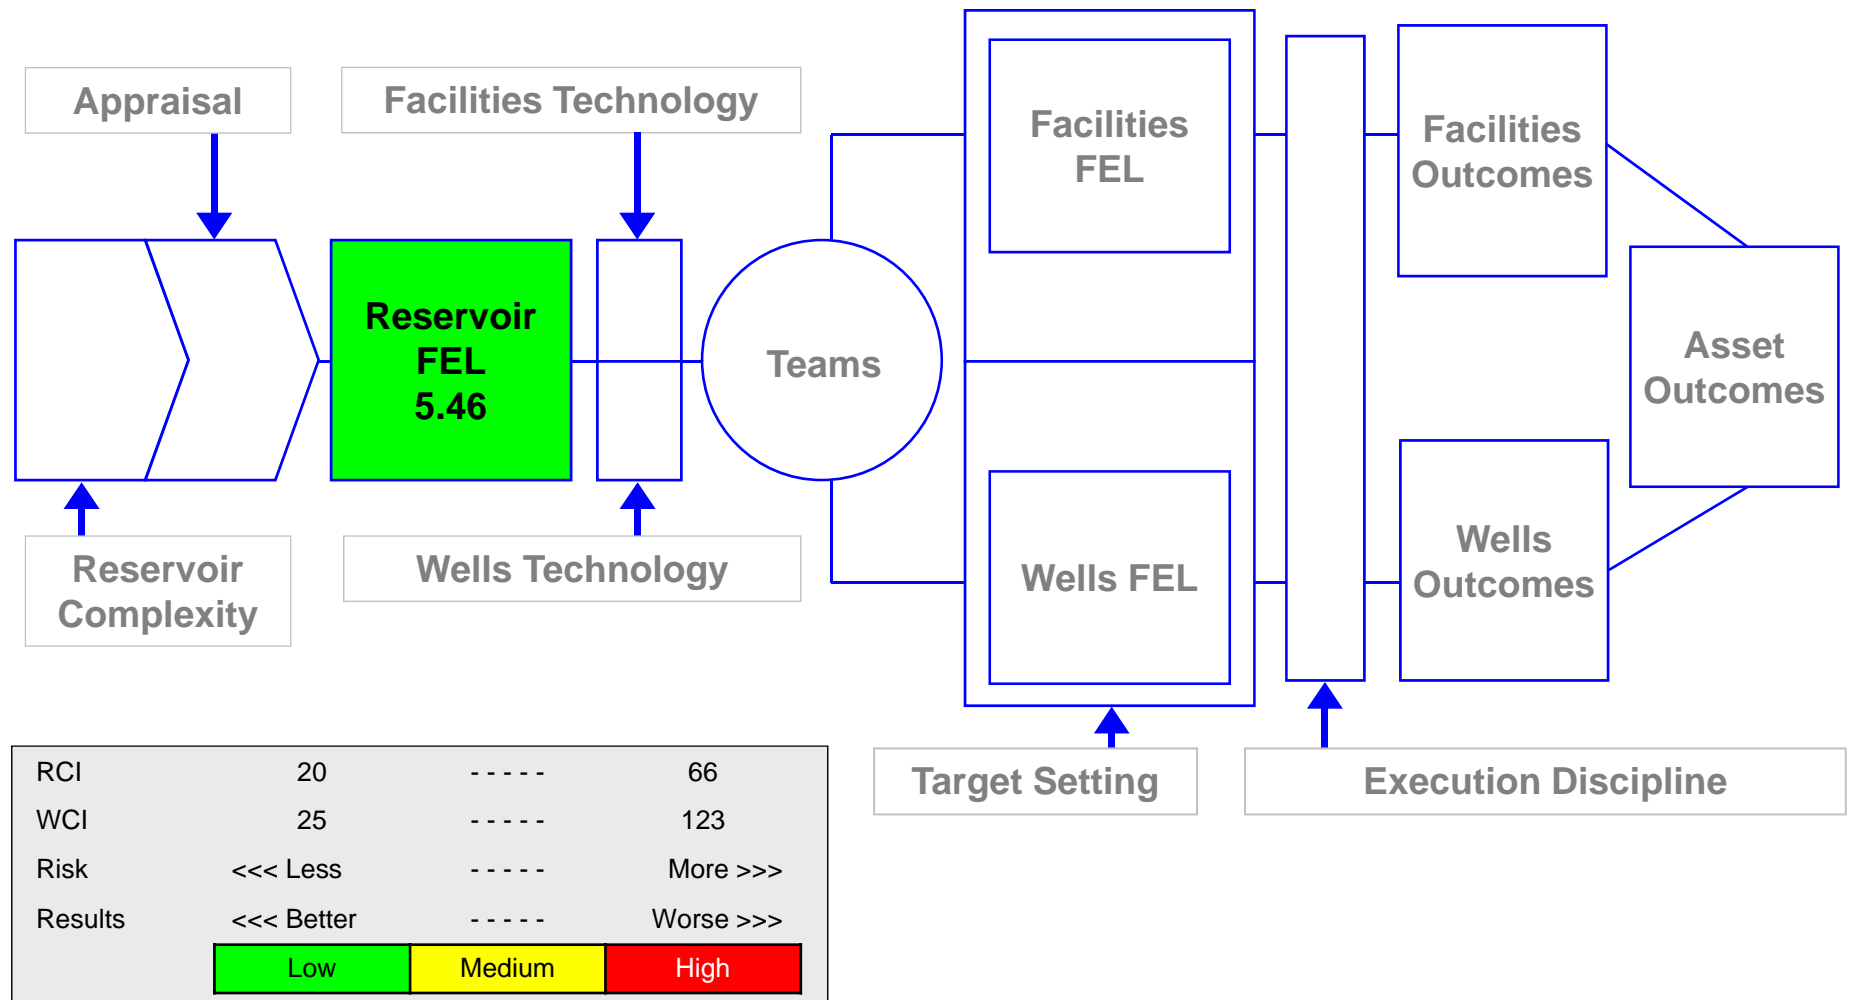 Appraisal
Facilities Technology
Facilities
FEL
Facilities
Outcomes
Reservoir
FEL
5.46
Teams
Asset
Outcomes
Reservoir
Complexity
Wells Technology
Wells FEL
Wells
Outcomes
Target Setting
Execution Discipline
RCI 20 - - - - - 66
WCI 25 - - - - - 123
Risk <<< Less - - - - - More >>>
Results <<< Better - - - - - Worse >>>
Low Medium High